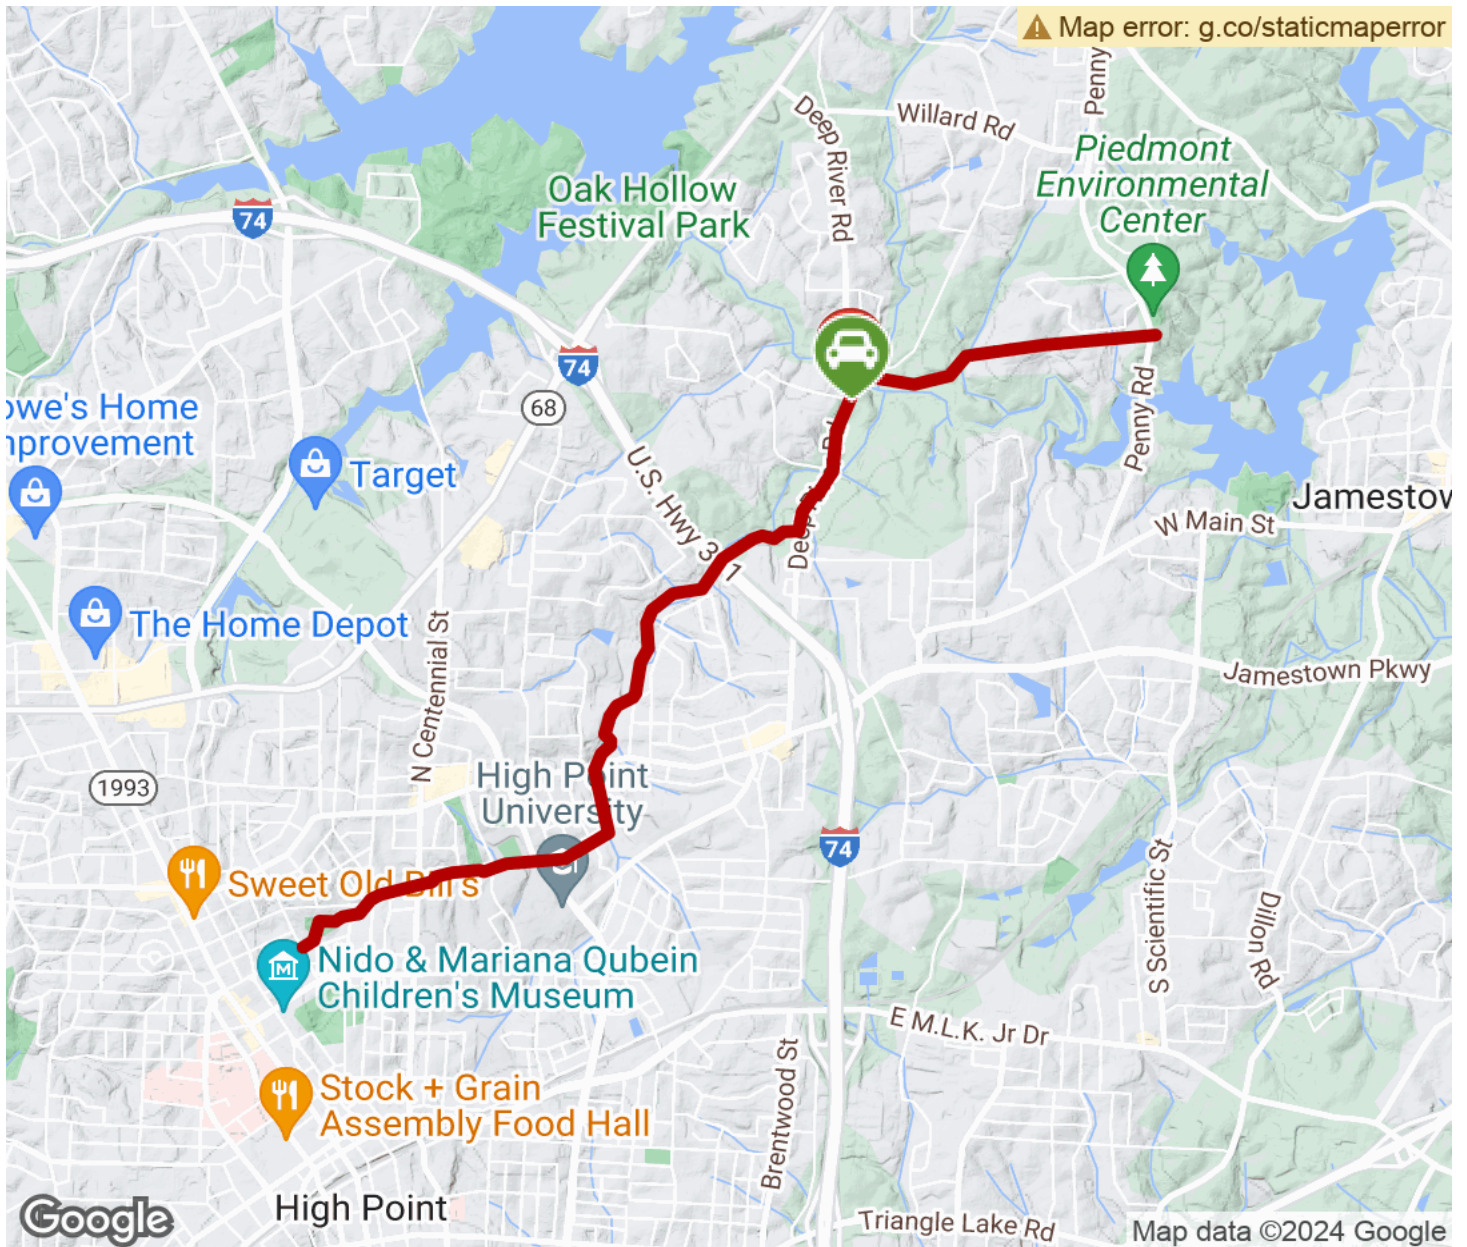 Map error: g.co/staticmaperror
Penny
Willard Rd
Deep River Rd
Piedmont
Environmental
Center
Oak Hollow
Festival Park
74
74
68
owe's Home
nprovement
Target
U.S. Hwy 3 1
Penny Rd
Jamestow
W Main St
The Home Depot
N Centennial St
Jamestown Pkwy
1993
High Point
University
74
S Scientific St
Dillon Rd
Sweet Old Bill's
Nido & Mariana Qubein
Children's Museum
E M.L.K. Jr Dr
Brentwood St
Stock + Grain
Assembly Food Hall
High Point
Triangle Lake Rd
Google
Map data ©2024 Google